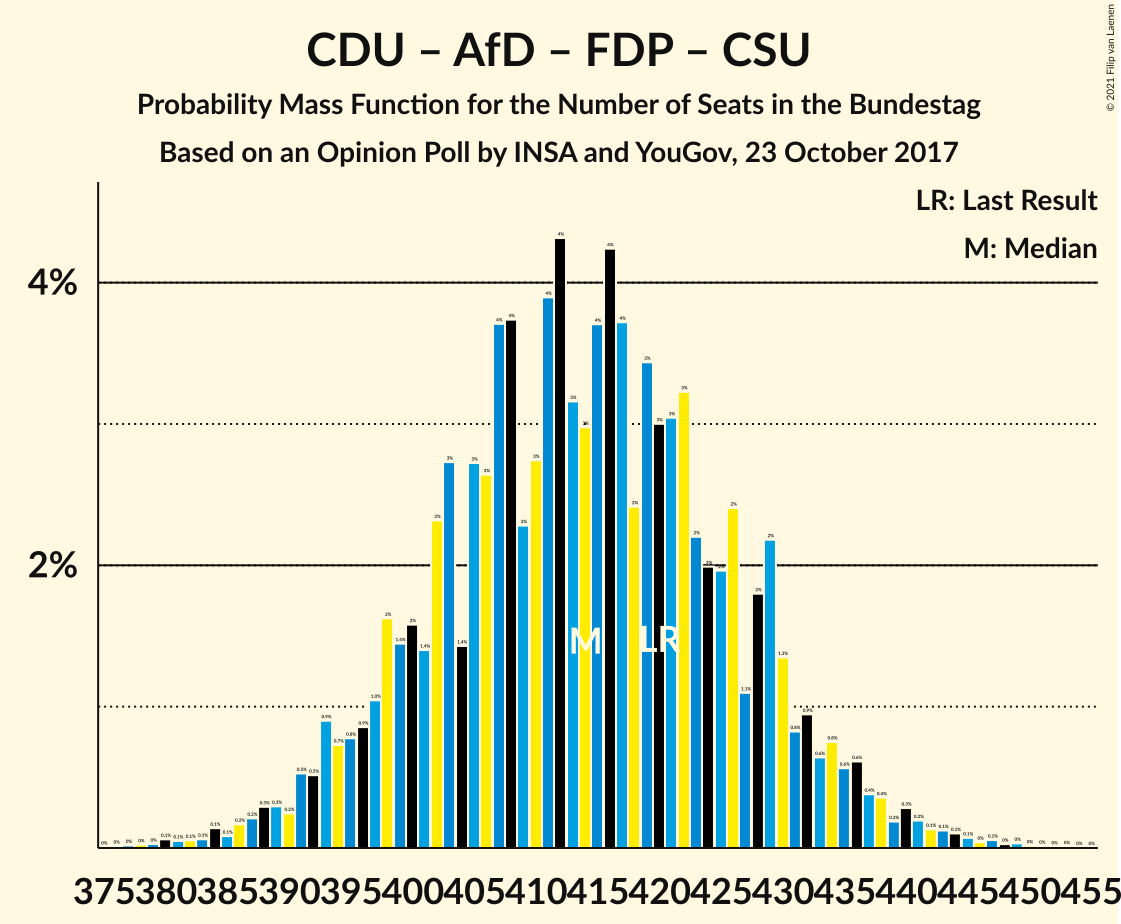 CDU – AfD – FDP – CSU
Probability Mass Function for the Number of Seats in the Bundestag
Based on an Opinion Poll by INSA and YouGov, 23 October 2017
© 2021 Filip van Laenen
LR: Last Result
M: Median
4%
2%
M
LR
375 380 385 390 395 400 405 410 415 420 425 430 435 440 445 450 455